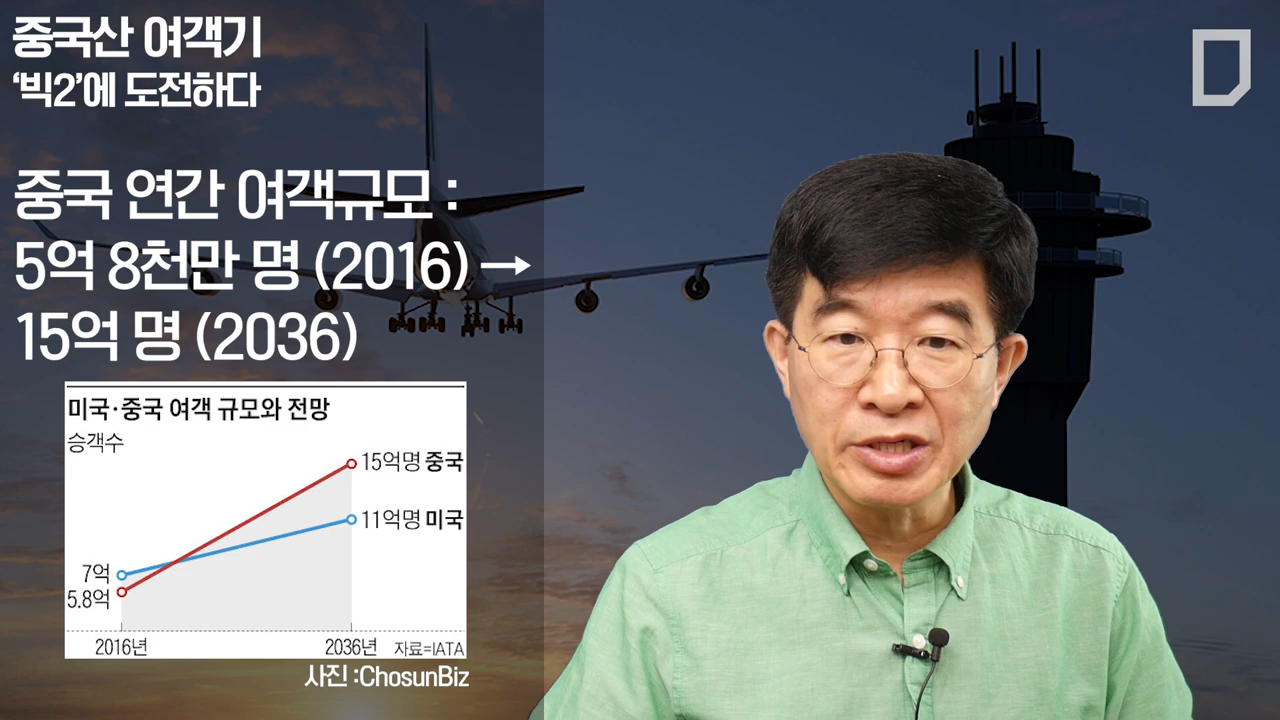 중국산 여객기
‘빅2’에 도전하다
중국 연간 여객규모 :
5억 8천만 명 (2016) →
15억 명 (2036)
미국·중국 여객 규모와 전망
승객수
15억명 중국
11억명 미국
7억
5.8억
2016년
2036년
자료=IATA
사진 :ChosunBiz